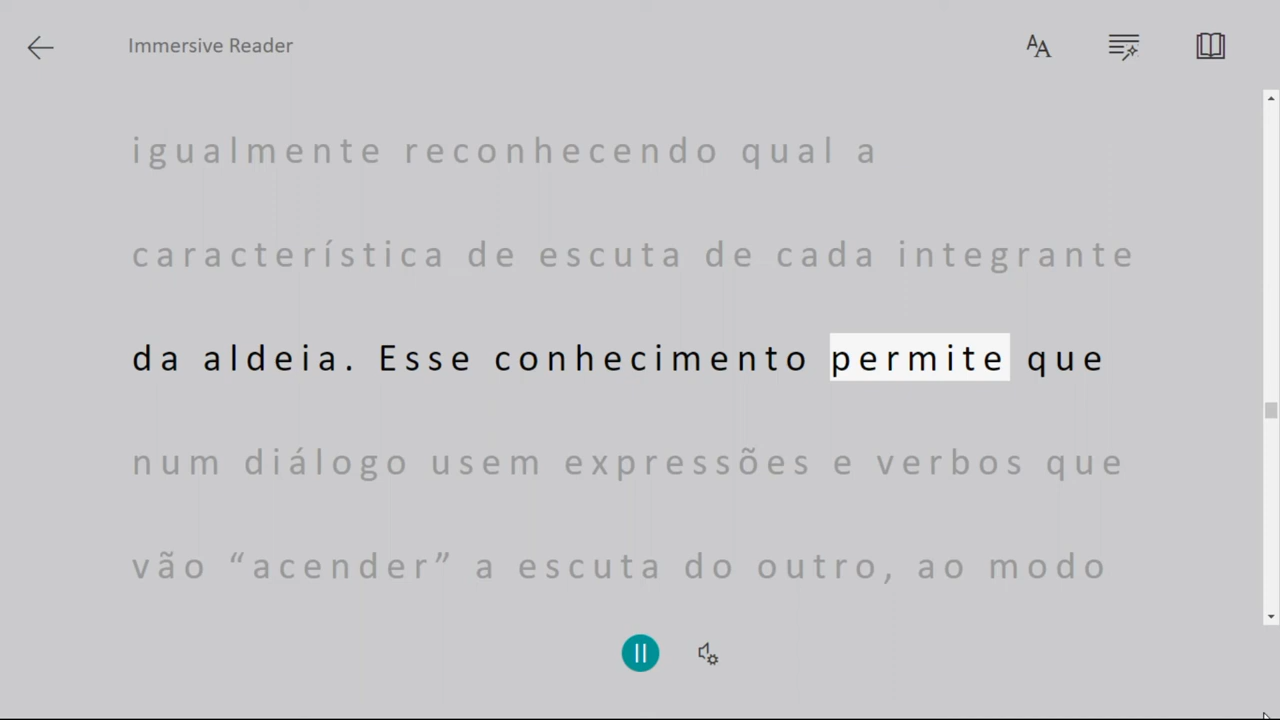 Immersive Reader
igualmente reconhecendo qual a
característica de escuta de cada integrante
da aldeia. Esse conhecimento permite que
num diálogo usem expressões e verbos que
vão “acender” a escuta do outro, ao modo